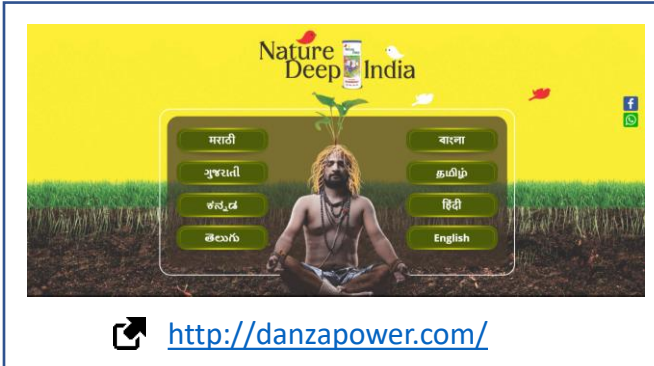 Nature
Deep India
मराठी
ગુજરાતી
ಕನ್ನಡ
తెలుగు
বাংলা
தமிழ்
हिंदी
English
http://danzapower.com/